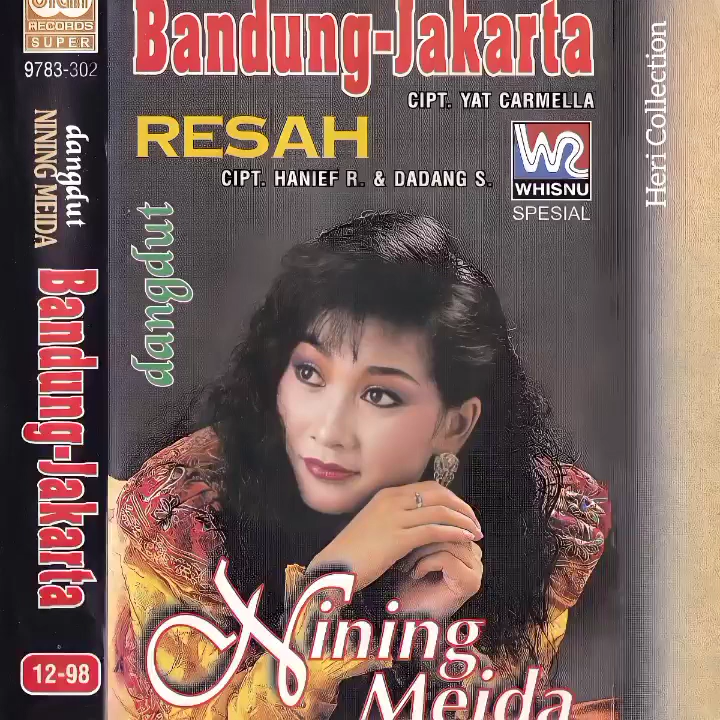 RECORDS
SUPER
9783-302
dangdut
NINING MEIDA
Bandung-Jakarta
12-98
Bandung-Jakarta
CIPT. YAT CARMELLA
RESAH
CIPT. HANIEF R. & DADANG S.
WHISNU
SPESIAL
dangdut
Nining
Meida
Heri Collection